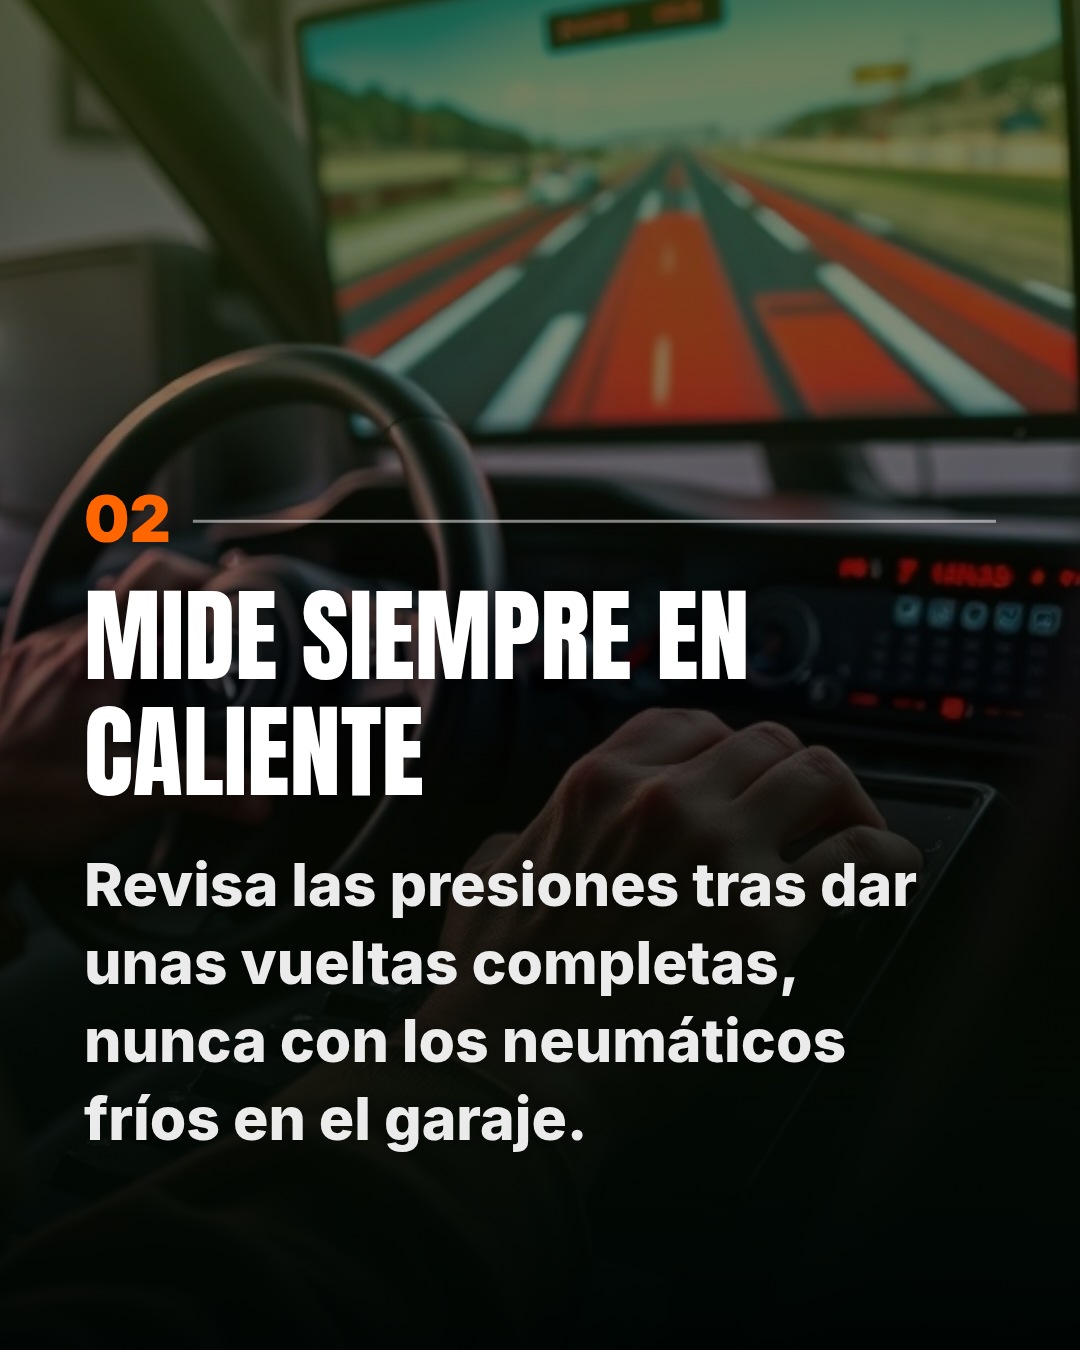 02
MIDE SIEMPRE EN
CALIENTE
Revisa las presiones tras dar
unas vueltas completas,
nunca con los neumáticos
fríos en el garaje.